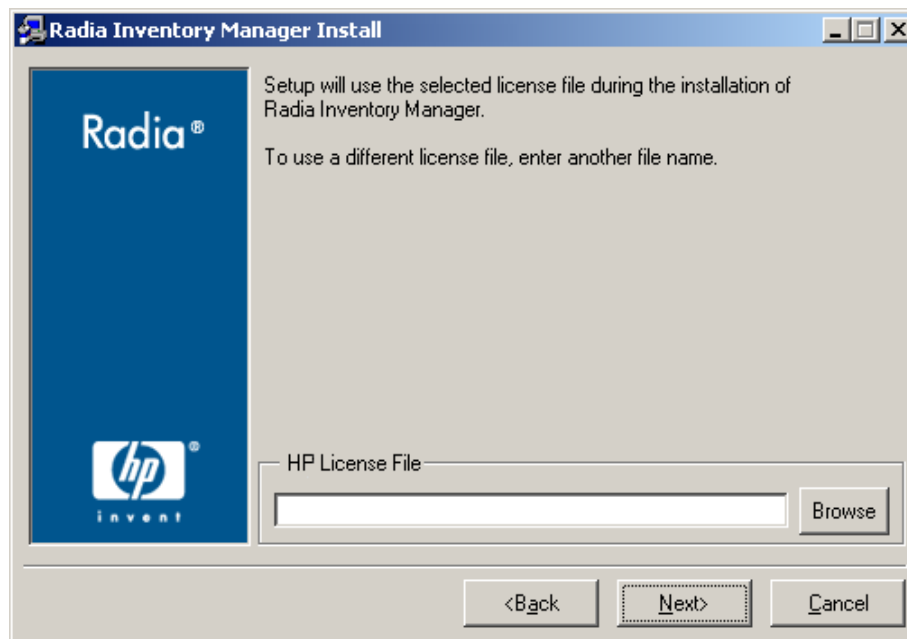 Radia Inventory Manager Install
Setup will use the selected license file during the installation of
Radia Inventory Manager.
To use a different license file, enter another file name.
Radia®
hp®
invent
HP License File
Browse
<Back
Next>
Cancel